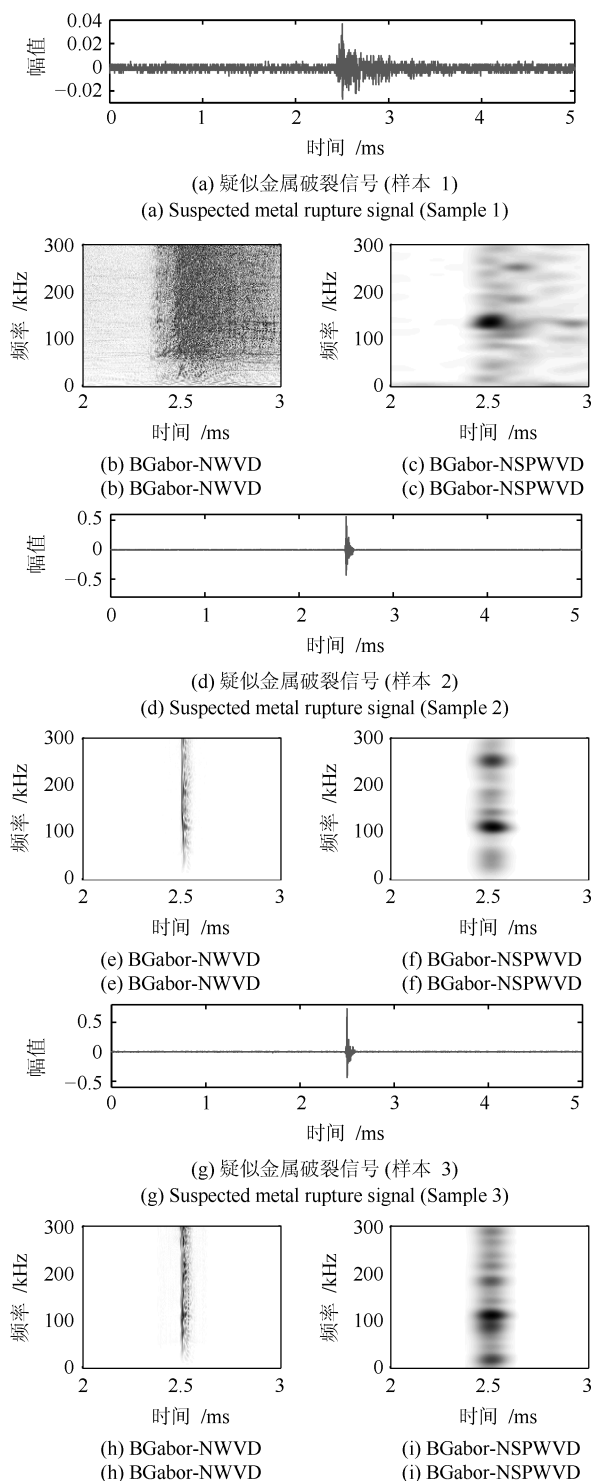 0.04
0.02
0
−0.02
幅值
0 1 2 3 4 5
时间 /ms
(a) 疑似金属破裂信号 (样本 1)
(a) Suspected metal rupture signal (Sample 1)
300
200
100
0
频率 /kHz
2 2.5 3
时间 /ms
300
200
100
0
频率 /kHz
2 2.5 3
时间 /ms
(b) BGabor-NWVD
(b) BGabor-NWVD
(c) BGabor-NSPWVD
(c) BGabor-NSPWVD
0.5
0
−0.5
幅值
0 1 2 3 4 5
时间 /ms
(d) 疑似金属破裂信号 (样本 2)
(d) Suspected metal rupture signal (Sample 2)
300
200
100
0
频率 /kHz
2 2.5 3
时间 /ms
300
200
100
0
频率 /kHz
2 2.5 3
时间 /ms
(e) BGabor-NWVD
(e) BGabor-NWVD
(f) BGabor-NSPWVD
(f) BGabor-NSPWVD
0.5
0
−0.5
幅值
0 1 2 3 4 5
时间 /ms
(g) 疑似金属破裂信号 (样本 3)
(g) Suspected metal rupture signal (Sample 3)
300
200
100
0
频率 /kHz
2 2.5 3
时间 /ms
300
200
100
0
频率 /kHz
2 2.5 3
时间 /ms
(h) BGabor-NWVD
(h) BGabor-NWVD
(i) BGabor-NSPWVD
(i) BGabor-NSPWVD